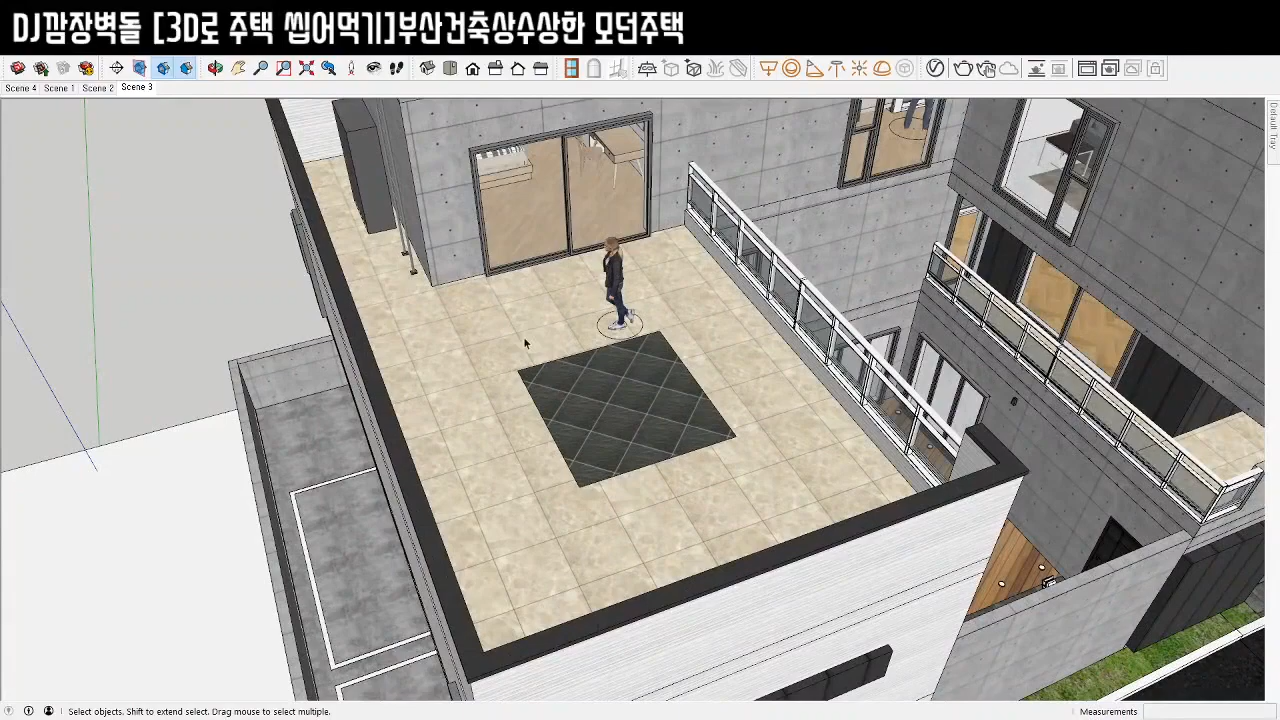 DJ깜장벽돌 [3D로 주택 씹어먹기]부산건축상수상한 모던주택
Scene 4 Scene 1 Scene 2 Scene 3
Default Tray
Select objects. Shift to extend select. Drag mouse to select multiple.
Measurements